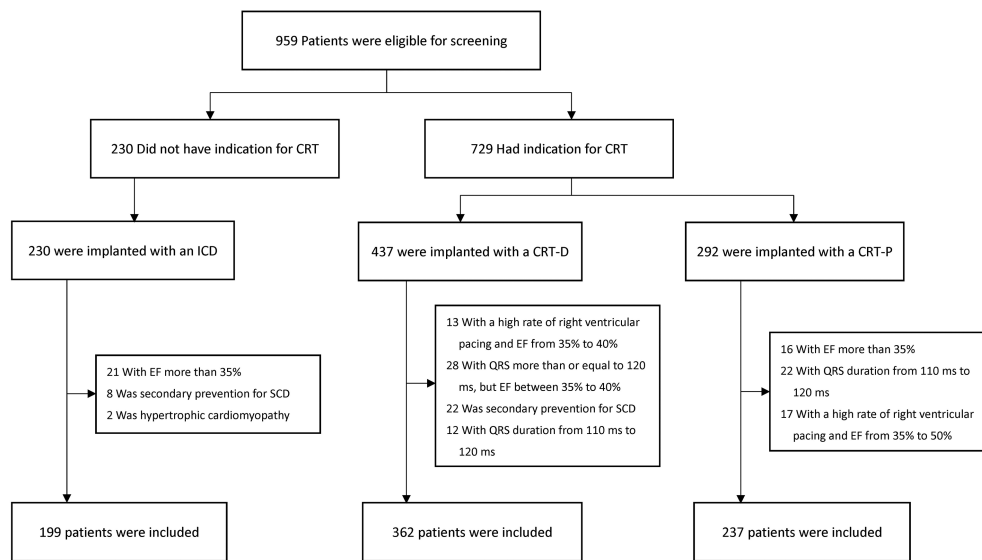 959 Patients were eligible for screening
230 Did not have indication for CRT
729 Had indication for CRT
230 were implanted with an ICD
437 were implanted with a CRT-D
292 were implanted with a CRT-P
21 With EF more than 35%
8 Was secondary prevention for SCD
2 Was hypertrophic cardiomyopathy
13 With a high rate of right ventricular
pacing and EF from 35% to 40%
28 With QRS more than or equal to 120
ms, but EF between 35% to 40%
22 Was secondary prevention for SCD
12 With QRS duration from 110 ms to
120 ms
16 With EF more than 35%
22 With QRS duration from 110 ms to
120 ms
17 With a high rate of right ventricular
pacing and EF from 35% to 50%
199 patients were included
362 patients were included
237 patients were included